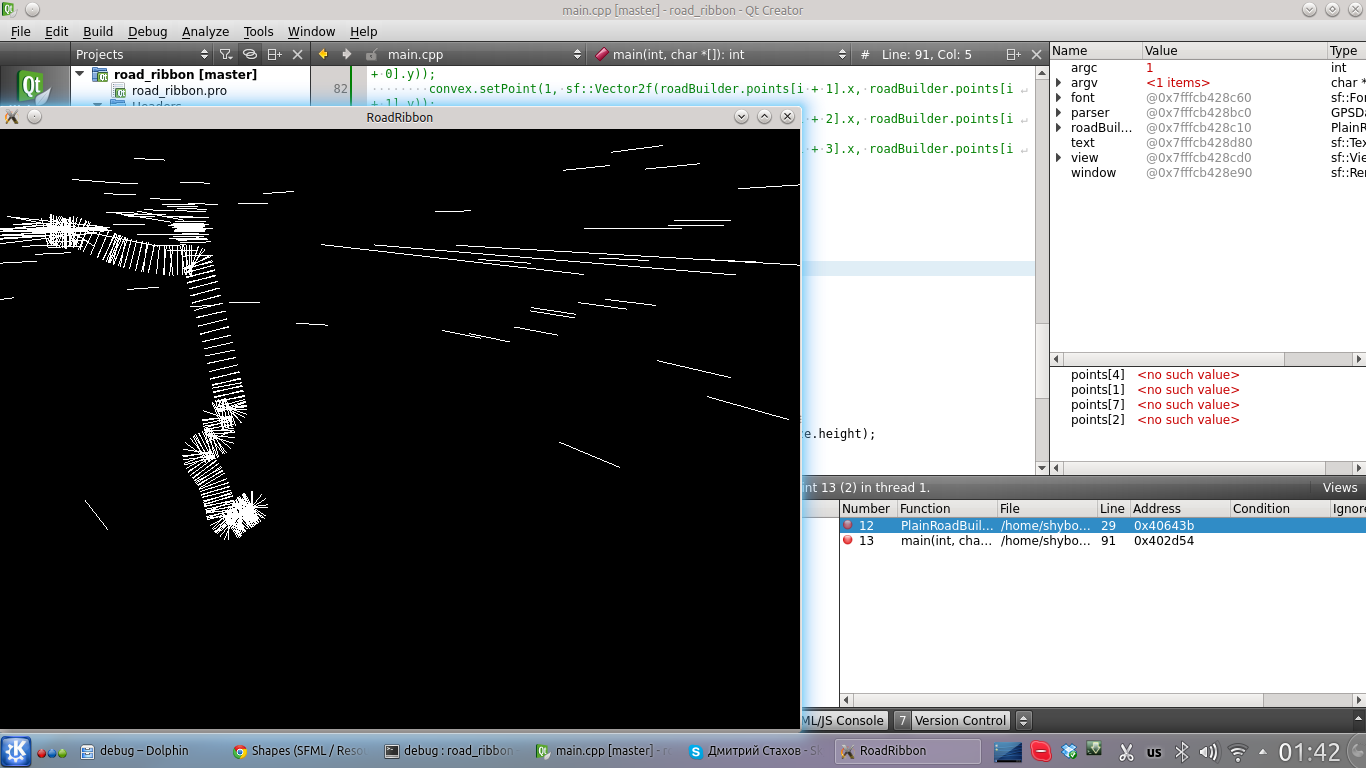 main.cpp [master] - road_ribbon - Qt Creator
File Edit Build Debug Analyze Tools Window Help
Projects main.cpp main(int, char *[]): int # Line: 91, Col: 5
Name Value Type
road_ribbon [master]
road_ribbon.pro
Headers
+ 0].y));
82 convex.setPoint(1, sf::Vector2f(roadBuilder.points[i + 1].x, roadBuilder.points[i
+ 1].y));
+ 2].x, roadBuilder.points[i
+ 3].x, roadBuilder.points[i
e.height);
argc 1 int
argv <1 items> char *
font @0x7fffcb428c60 sf::Fo
parser @0x7fffcb428bc0 GPSDa
roadBuil... @0x7fffcb428c10 PlainR
text @0x7fffcb428d80 sf::Tex
view @0x7fffcb428cd0 sf::Vie
window @0x7fffcb428e90 sf::Re
RoadRibbon
points[4] <no such value>
points[1] <no such value>
points[7] <no such value>
points[2] <no such value>
int 13 (2) in thread 1. Views
Number Function File Line Address Condition Ignore
12 PlainRoadBuil... /home/shybo... 29 0x40643b
13 main(int, cha... /home/shybo... 91 0x402d54
ML/JS Console 7 Version Control
debug – Dolphin Shapes (SFML / Reso debug : road_ribbon main.cpp [master] - ro Дмитрий Стахов - Sk RoadRibbon us 01:42